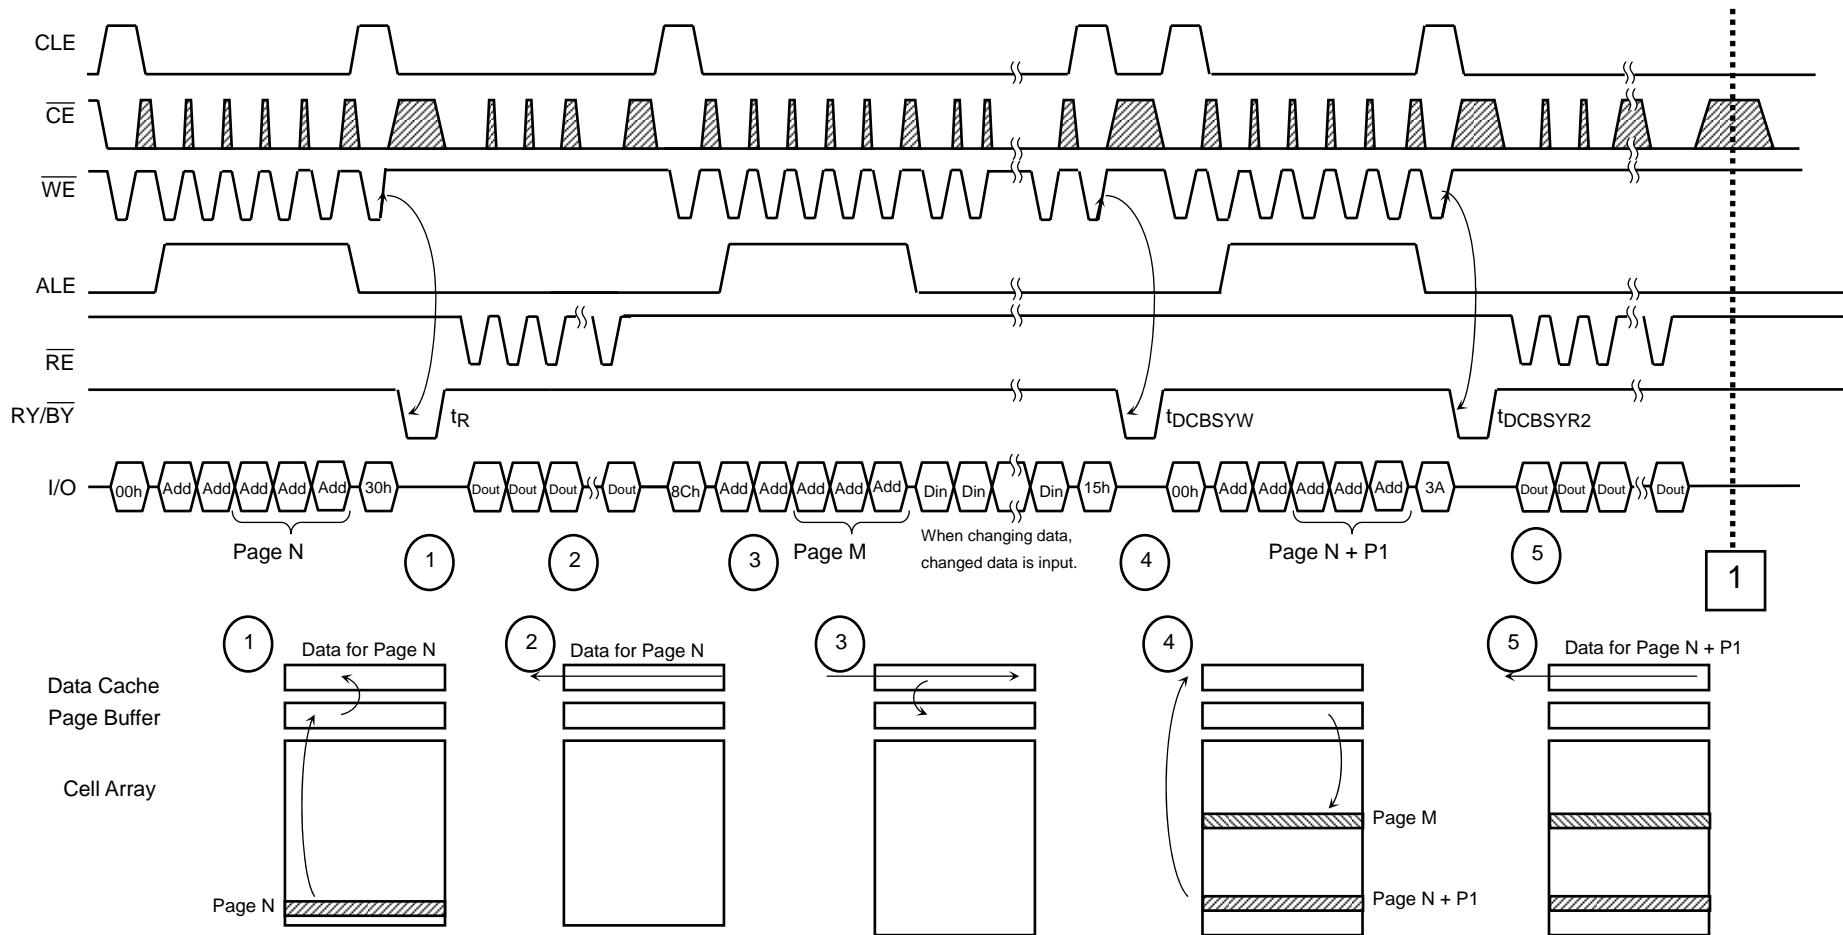 CLE
CE
WE
ALE
RE
RY/BY
tR
tDCBSYW
tDCBSYR2
I/O
00h Add Add Add Add Add 30h Dout Dout Dout Dout 8Ch Add Add Add Add Add Din Din Din 15h 00h Add Add Add Add Add 3A Dout Dout Dout Dout
Page N
Page M
When changing data,
changed data is input.
Page N + P1
1 2 3 4 5
1
1 2 3 4 5
Data for Page N
Data for Page N
Data for Page N + P1
Data Cache
Page Buffer
Cell Array
Page M
Page N
Page N + P1